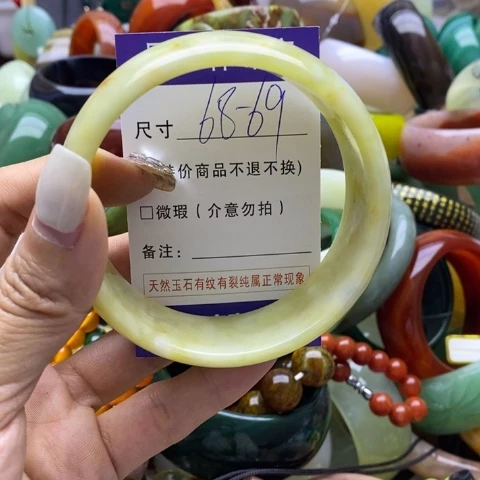 尺寸 68-69
价商品不退不换)
□微瑕(介意勿拍)
备注:
天然玉石有纹有裂纯属正常现象